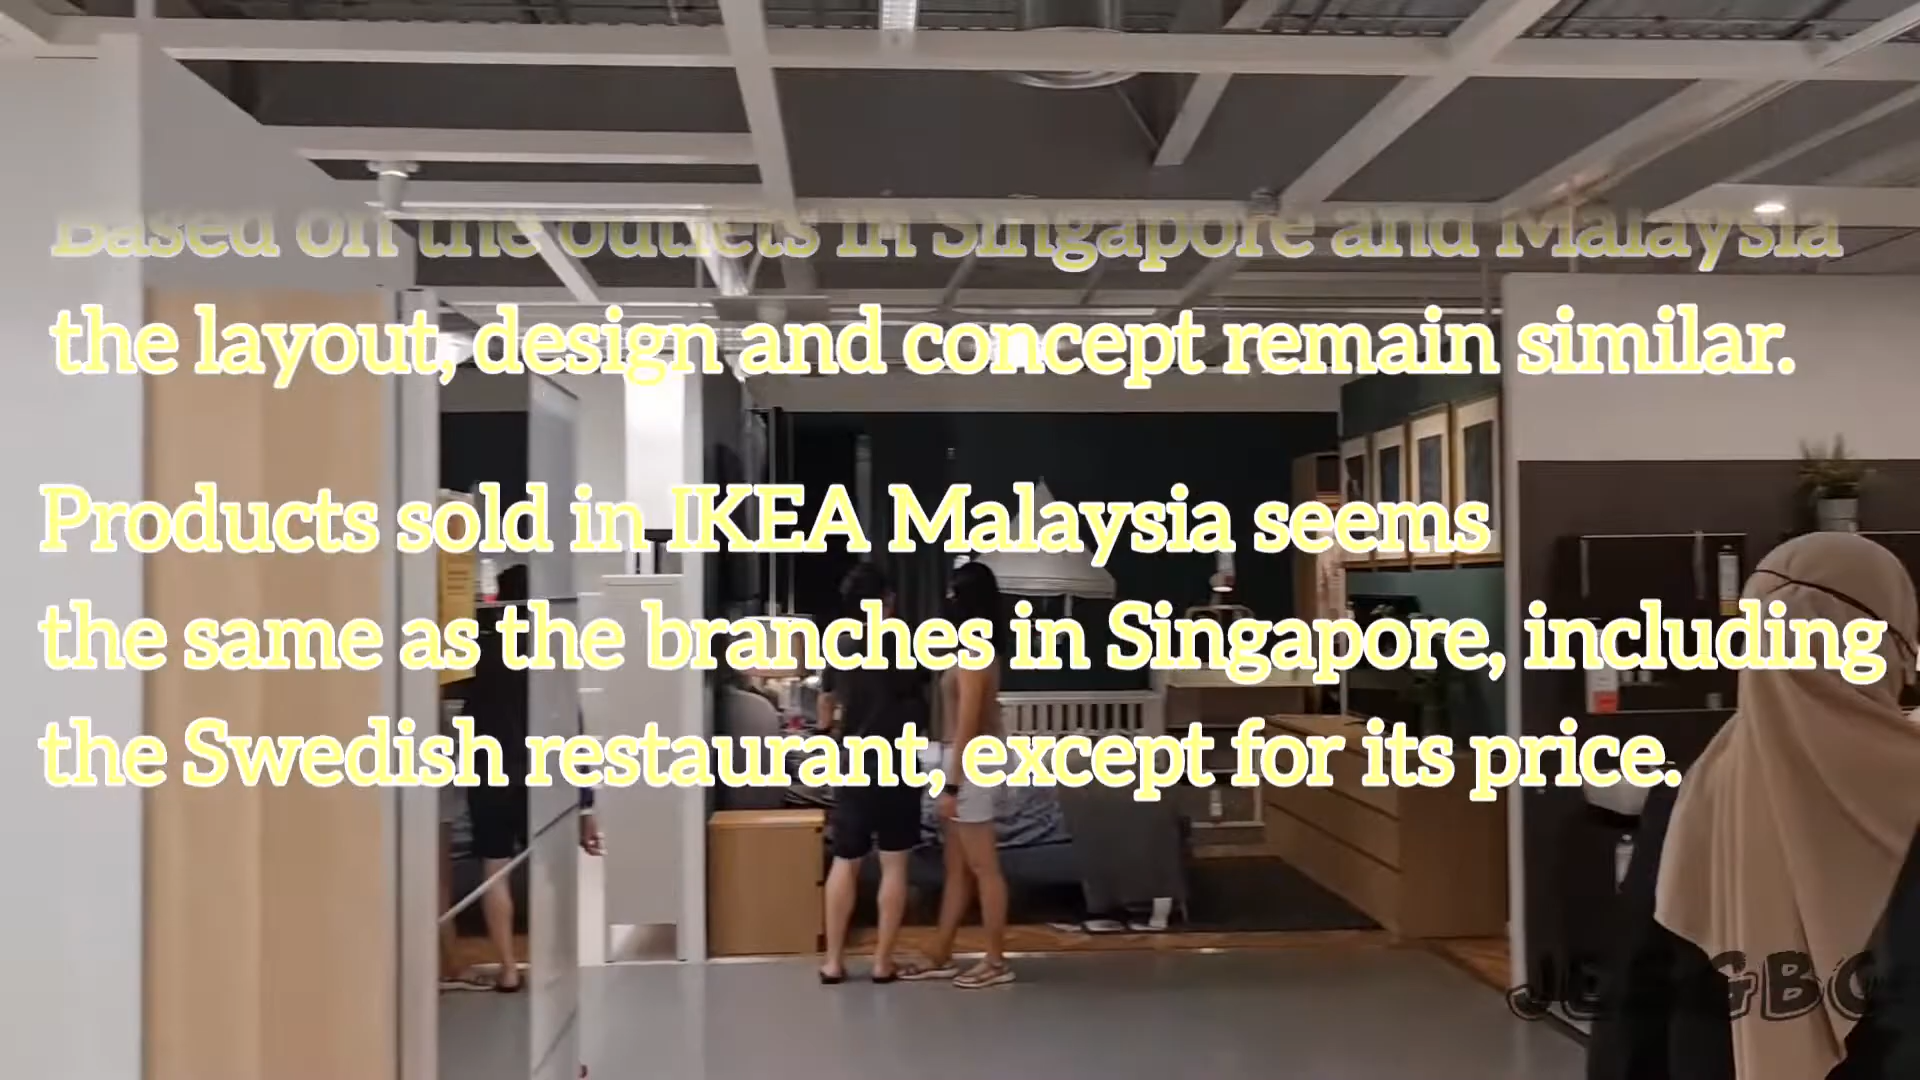 Based on the outlets in Singapore and Malaysia
the layout, design and concept remain similar.
Products sold in IKEA Malaysia seems
the same as the branches in Singapore, including
the Swedish restaurant, except for its price.